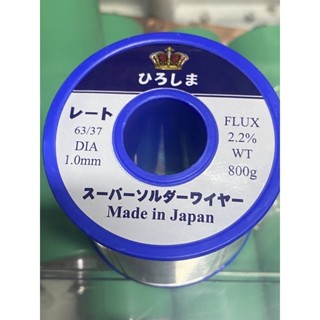 ひろしま
レート
63/37
DIA
1.0mm
FLUX
2.2%
WT
800g
スーパーソルダーワイヤー
Made in Japan